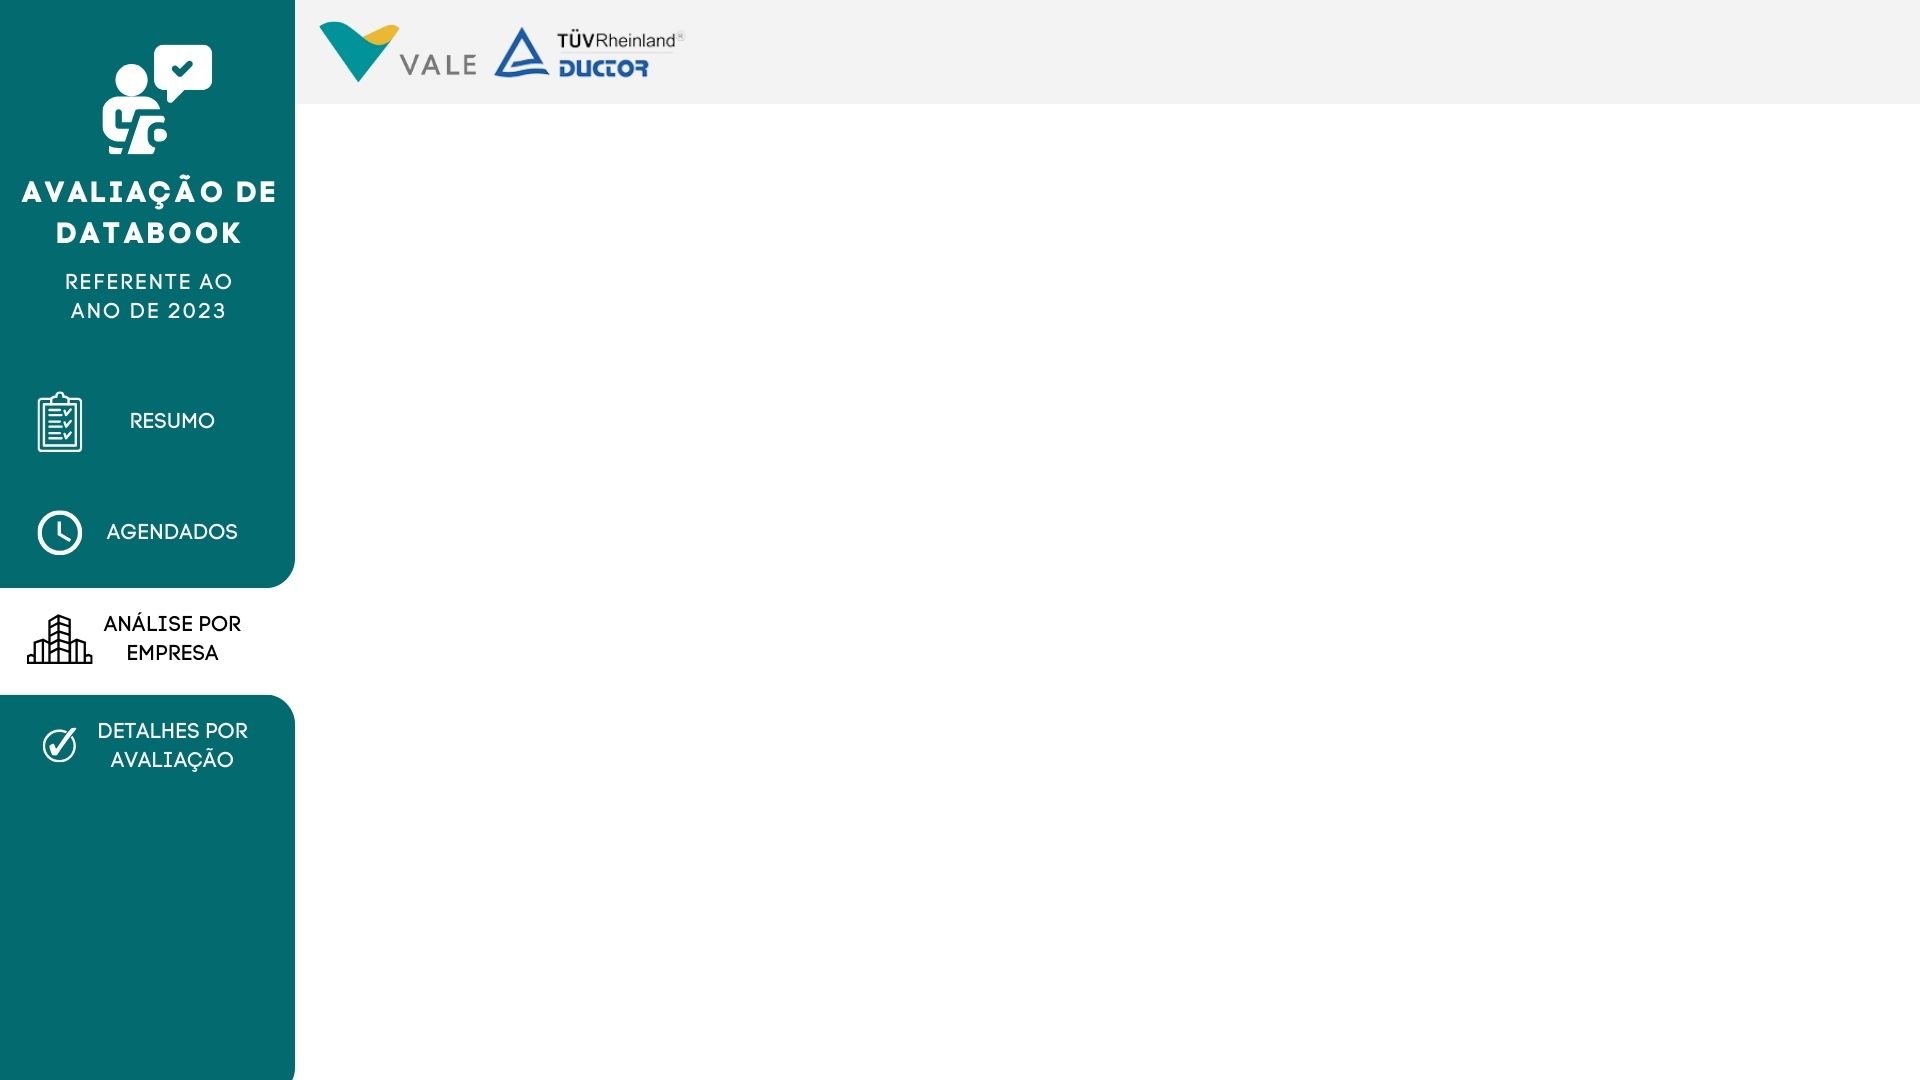 VALE
TÜVRheinland®
DUCTOR
AVALIAÇÃO DE
DATABOOK
REFERENTE AO
ANO DE 2023
RESUMO
AGENDADOS
ANÁLISE POR
EMPRESA
DETALHES POR
AVALIAÇÃO